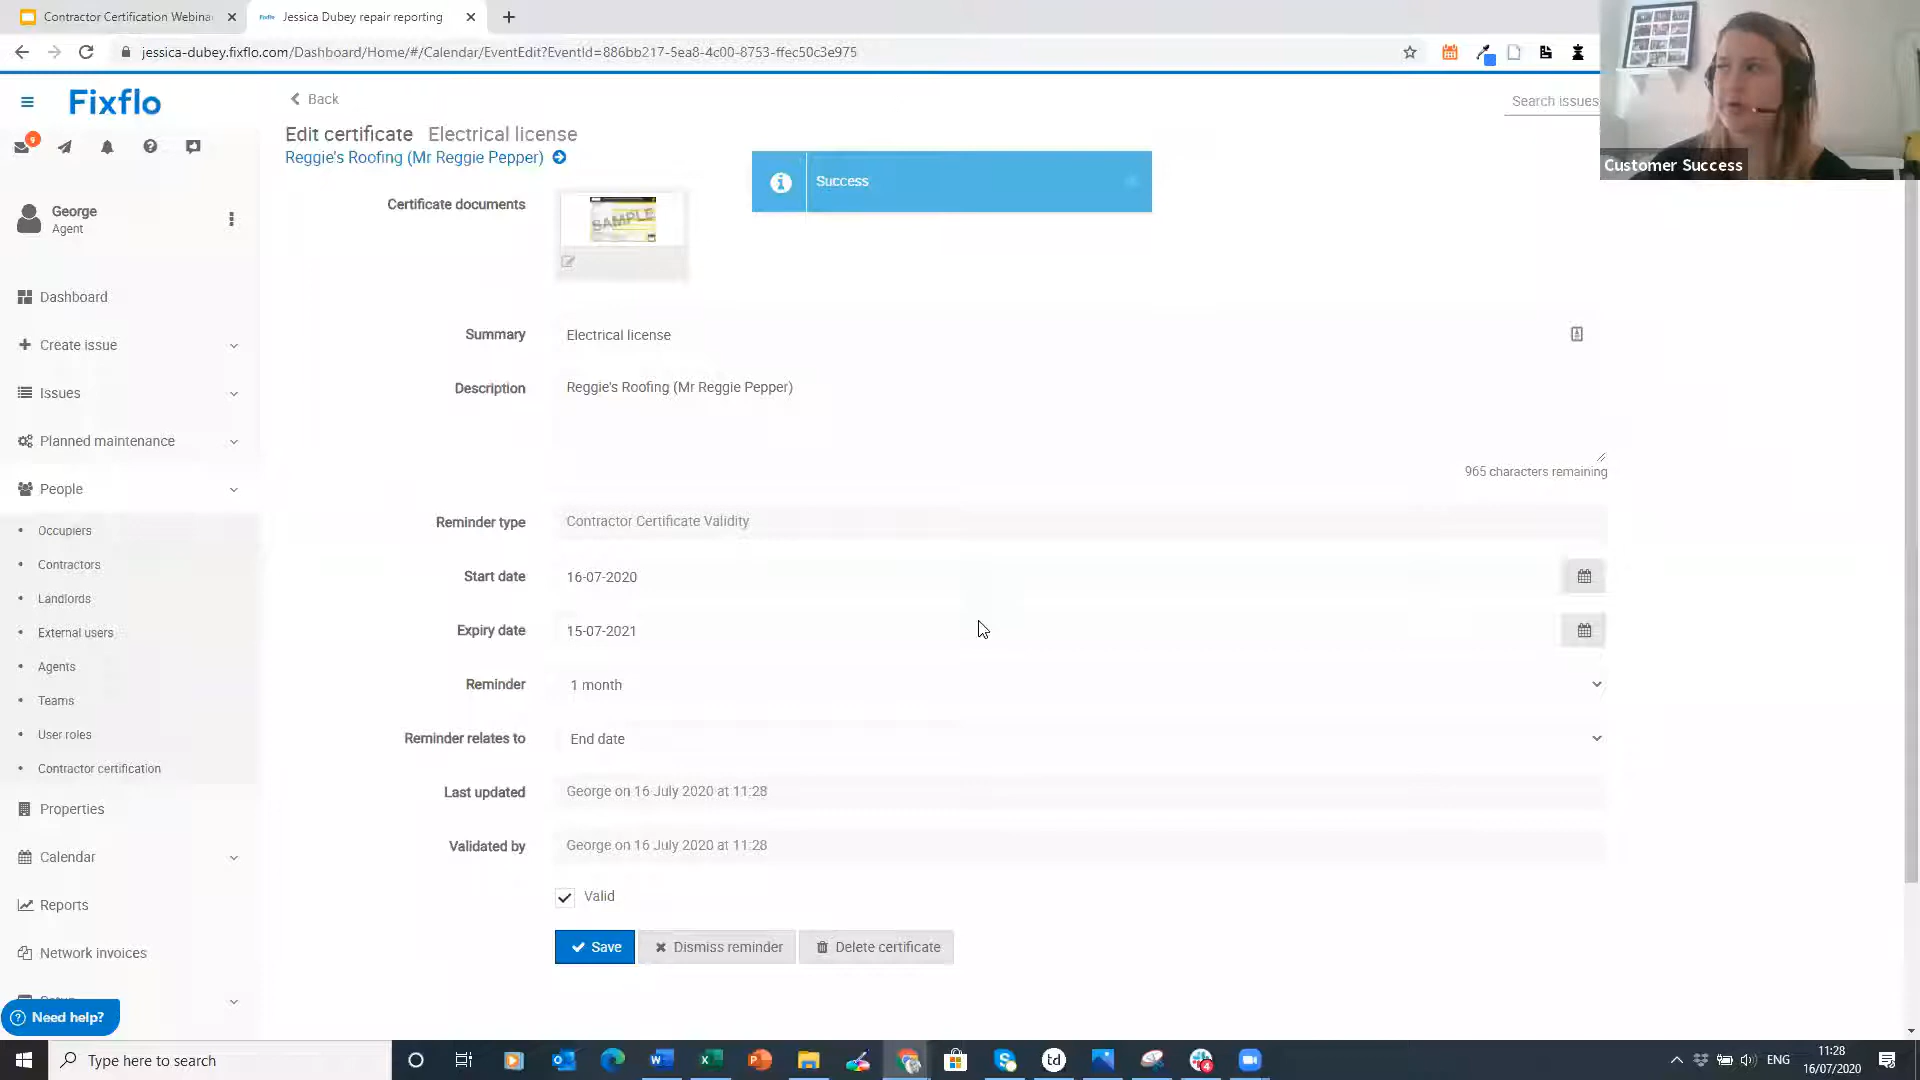 Contractor Certification Webina
Jessica Dubey repair reporting
jessica-dubey.fixflo.com/Dashboard/Home/#/Calendar/EventEdit?EventId=886bb217-5ea8-4c00-8753-ffec50c3e975
Fixflo
Back
Search issues
Edit certificate Electrical license
Reggie's Roofing (Mr Reggie Pepper)
Success
Customer Success
9
George
Agent
Certificate documents
SAMPLE
Dashboard
Create issue
Issues
Planned maintenance
People
Occupiers
Contractors
Landlords
External users
Agents
Teams
User roles
Contractor certification
Properties
Calendar
Reports
Network invoices
Need help?
Summary Electrical license
Description Reggie's Roofing (Mr Reggie Pepper)
965 characters remaining
Reminder type Contractor Certificate Validity
Start date 16-07-2020
Expiry date 15-07-2021
Reminder 1 month
Reminder relates to End date
Last updated George on 16 July 2020 at 11:28
Validated by George on 16 July 2020 at 11:28
Valid
Save Dismiss reminder Delete certificate
Type here to search
td
4
ENG
11:28
16/07/2020